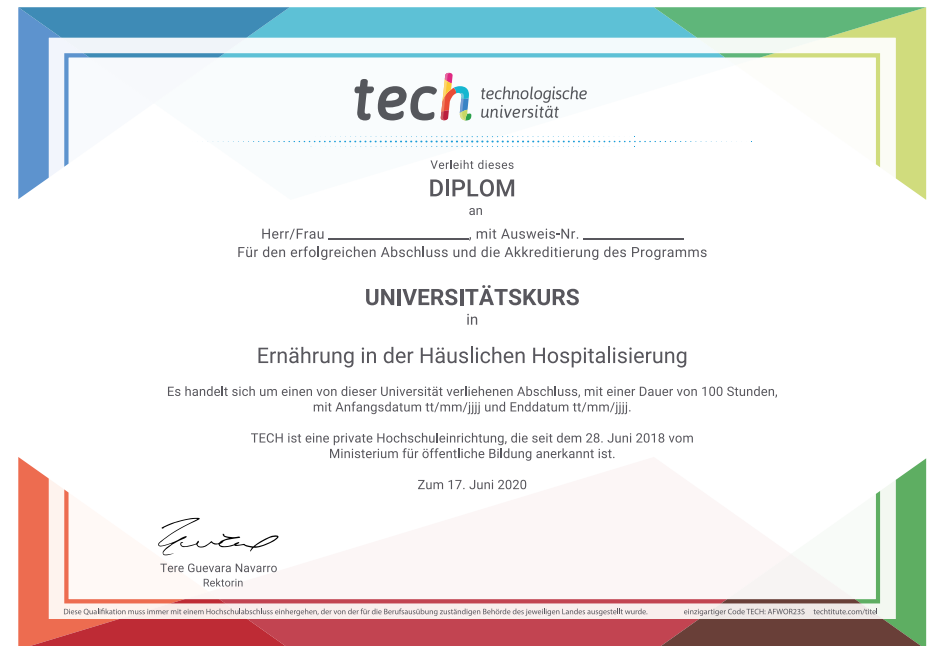 tech technologische
universität
Verleiht dieses
DIPLOM
an
Herr/Frau ____________________, mit Ausweis-Nr. ______________
Für den erfolgreichen Abschluss und die Akkreditierung des Programms
UNIVERSITÄTSKURS
in
Ernährung in der Häuslichen Hospitalisierung
Es handelt sich um einen von dieser Universität verliehenen Abschluss, mit einer Dauer von 100 Stunden,
mit Anfangsdatum tt/mm/jjjj und Enddatum tt/mm/jjjj.
TECH ist eine private Hochschuleinrichtung, die seit dem 28. Juni 2018 vom
Ministerium für öffentliche Bildung anerkannt ist.
Zum 17. Juni 2020
Tere Guevara Navarro
Rektorin
Diese Qualifikation muss immer mit einem Hochschulabschluss einhergehen, der von der für die Berufsausübung zuständigen Behörde des jeweiligen Landes ausgestellt wurde. einzigartiger Code TECH: AFWOR23S techtitute.com/titel